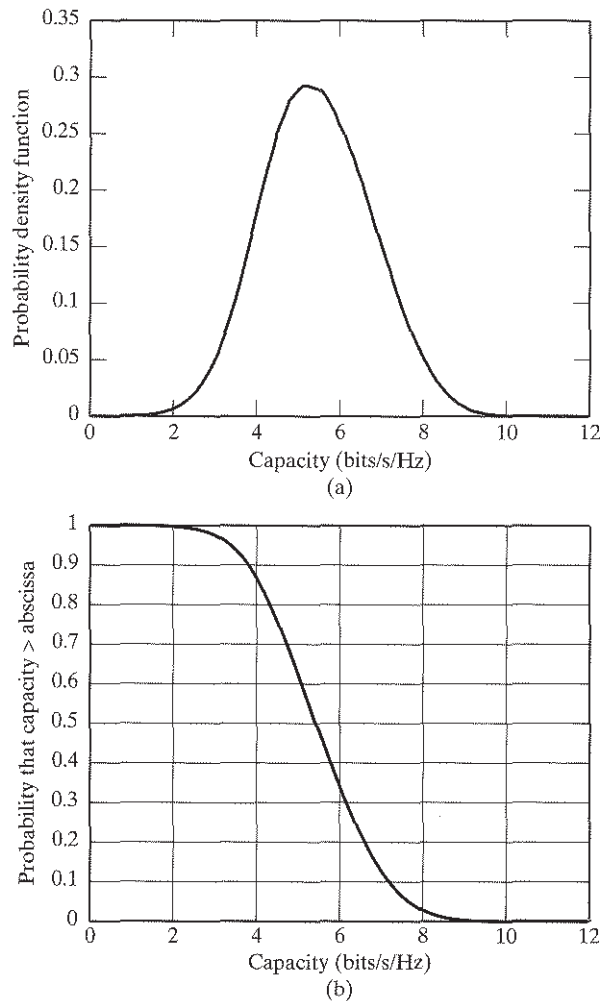 0.35
0.3
0.25
0.2
0.15
0.1
0.05
0
Probability density function
0 2 4 6 8 10 12
Capacity (bits/s/Hz)
(a)
1
0.9
0.8
0.7
0.6
0.5
0.4
0.3
0.2
0.1
0
Probability that capacity > abscissa
0 2 4 6 8 10 12
Capacity (bits/s/Hz)
(b)